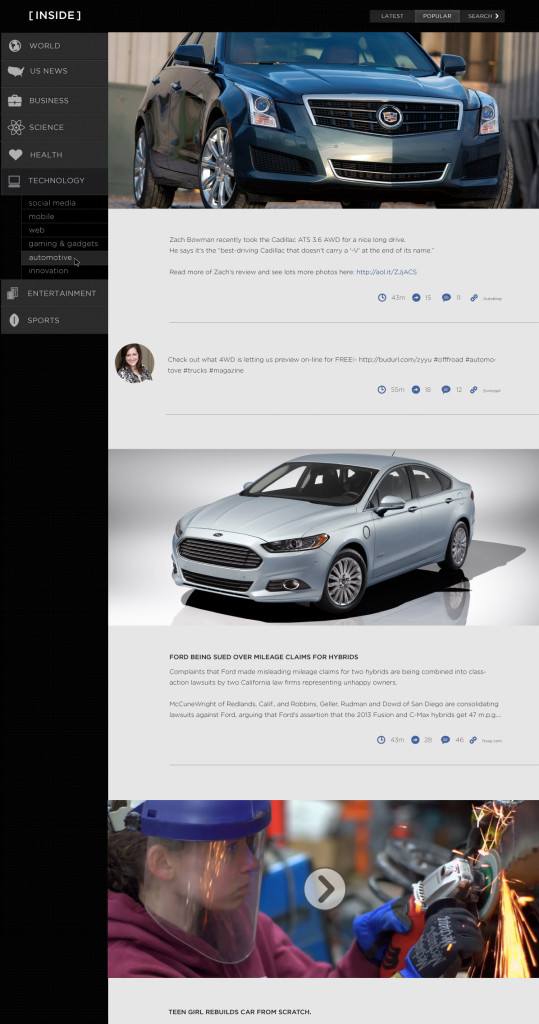 [ INSIDE ]
LATEST
POPULAR
SEARCH
WORLD
US NEWS
BUSINESS
SCIENCE
HEALTH
TECHNOLOGY
social media
mobile
web
gaming & gadgets
automotive
innovation
ENTERTAINMENT
SPORTS
Zach Bowman recently took the Cadillac ATS 3.6 AWD for a nice long drive.
He says it's the "best-driving Cadillac that doesn't carry a '-V' at the end of its name."
Read more of Zach's review and see lots more photos here: http://aol.it/ZJjACS
43m 15 11 Autoblog
Check out what 4WD is letting us preview on-line for FREE!- http://budurl.com/zyyu #offroad #automo-
tove #trucks #magazine
55m 18 12
FORD BEING SUED OVER MILEAGE CLAIMS FOR HYBRIDS
Complaints that Ford made misleading mileage claims for two hybrids are being combined into class-
action lawsuits by two California law firms representing unhappy owners.
McCuneWright of Redlands, Calif., and Robbins, Geller, Rudman and Dowd of San Diego are consolidating
lawsuits against Ford, arguing that Ford's assertion that the 2013 Fusion and C-Max hybrids get 47 m.p.g....
43m 28 46
TEEN GIRL REBUILDS CAR FROM SCRATCH.